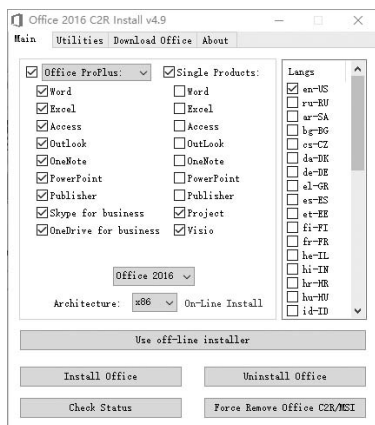 Office 2016 C2R Install v4.9
Main Utilities Download Office About
Office ProPlus: Single Products: Langs
Word Word en-US
Excel Excel ru-RU
Access Access ar-SA
Outlook OutLook bg-BG
OneNote OneNote cs-CZ
PowerPoint PowerPoint da-DK
Publisher Publisher de-DE
Skype for business Project el-GR
OneDrive for business Visio es-ES
et-EE
fi-FI
fr-FR
he-IL
Office 2016 hi-IN
Architecture: x86 On-Line Install hr-HR
hu-HU
id-ID
Use off-line installer
Install Office Uninstall Office
Check Status Force Remove Office C2R/MSI